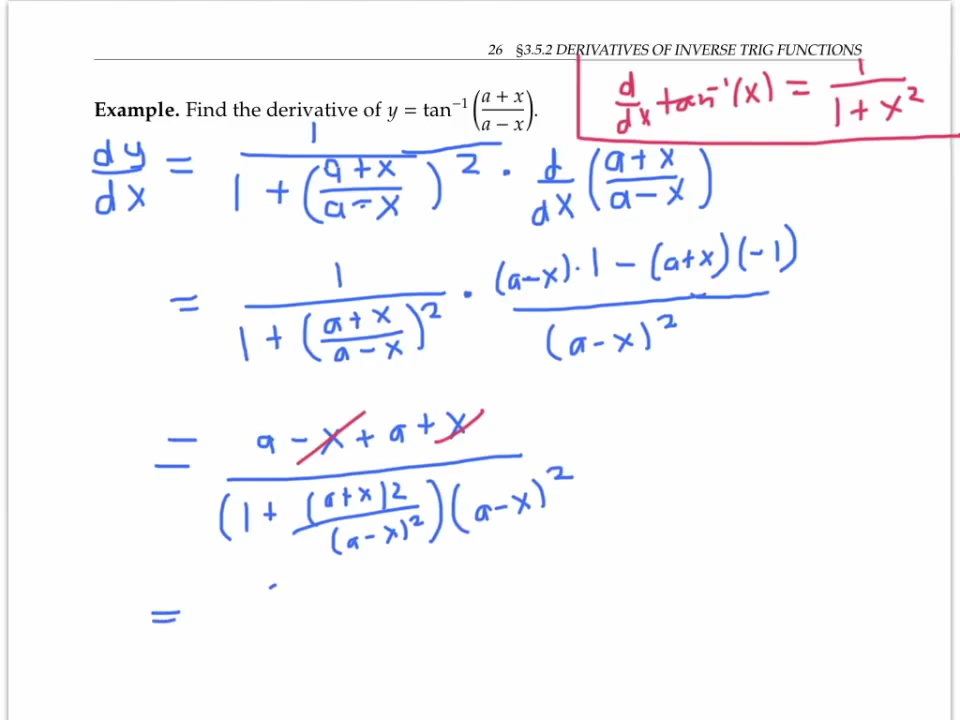 26 §3.5.2 DERIVATIVES OF INVERSE TRIG FUNCTIONS
d/dx tan⁻¹(x) = 1/(1 + x²)
Example. Find the derivative of y = tan⁻¹((a + x)/(a − x)).
dy/dx = 1/(1 + ((a + x)/(a − x))²) · d/dx((a + x)/(a − x))
= 1/(1 + ((a + x)/(a − x))²) · ((a − x) · 1 − (a + x)(−1))/(a − x)²
= (a − x + a + x)/((1 + (a + x)2/(a − x)²)(a − x)²)
=